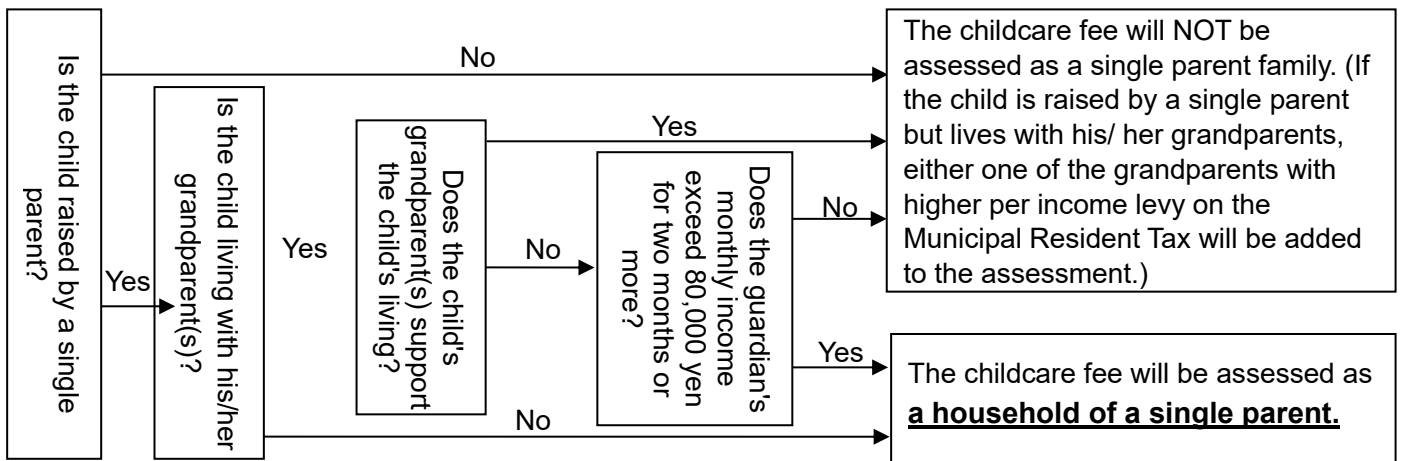 Is the child raised by a single
parent?
No
Yes
Is the child living with his/her
grandparent(s)?
Yes
No
Does the child's
grandparent(s) support
the child's living?
Yes
No
Does the guardian's
monthly income
exceed 80,000 yen
for two months or
more?
No
Yes
The childcare fee will NOT be
assessed as a single parent family. (If
the child is raised by a single parent
but lives with his/ her grandparents,
either one of the grandparents with
higher per income levy on the
Municipal Resident Tax will be added
to the assessment.)
The childcare fee will be assessed as
a household of a single parent.